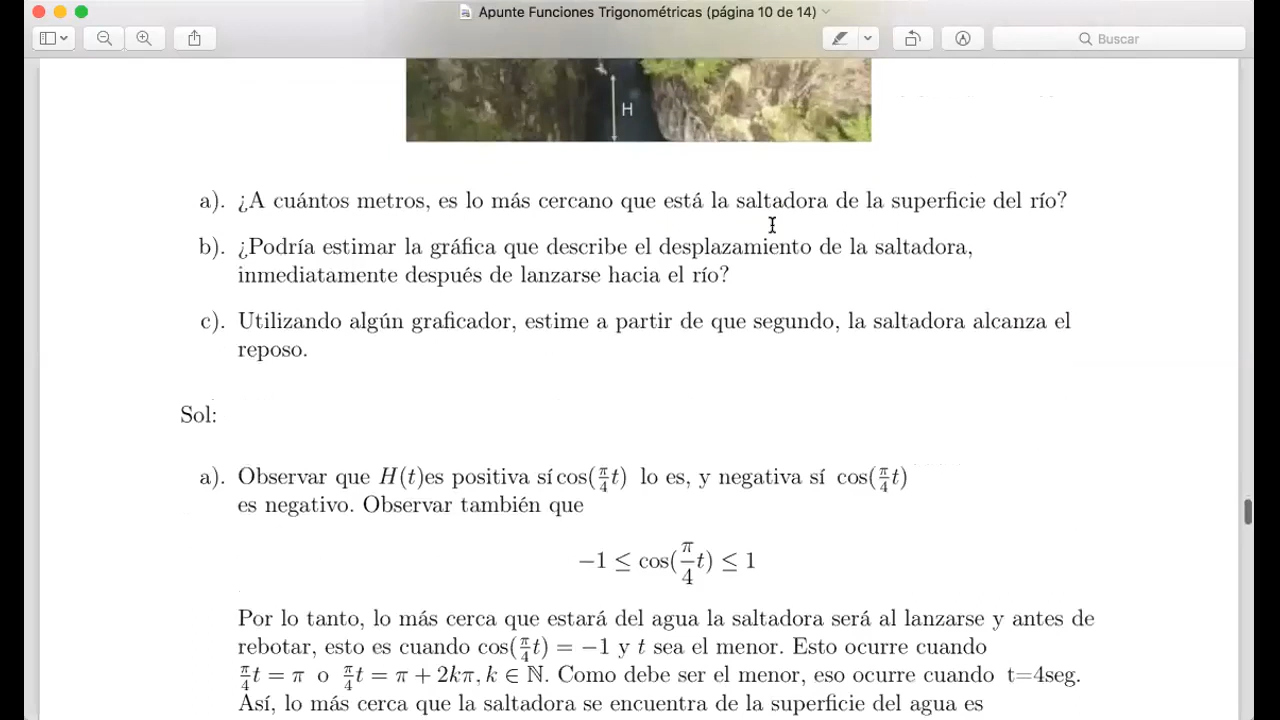 Apunte Funciones Trigonométricas (página 10 de 14)
Buscar
H
a). ¿A cuántos metros, es lo más cercano que está la saltadora de la superficie del río?
b). ¿Podría estimar la gráfica que describe el desplazamiento de la saltadora,
inmediatamente después de lanzarse hacia el río?
c). Utilizando algún graficador, estime a partir de que segundo, la saltadora alcanza el
reposo.
Sol:
a). Observar que H(t)es positiva sí cos(π/4 t) lo es, y negativa sí cos(π/4 t)
es negativo. Observar también que
−1 ≤ cos(π/4 t) ≤ 1
Por lo tanto, lo más cerca que estará del agua la saltadora será al lanzarse y antes de
rebotar, esto es cuando cos(π/4 t) = −1 y t sea el menor. Esto ocurre cuando
π/4 t = π o π/4 t = π + 2kπ, k ∈ ℕ. Como debe ser el menor, eso ocurre cuando t=4seg.
Así, lo más cerca que la saltadora se encuentra de la superficie del agua es